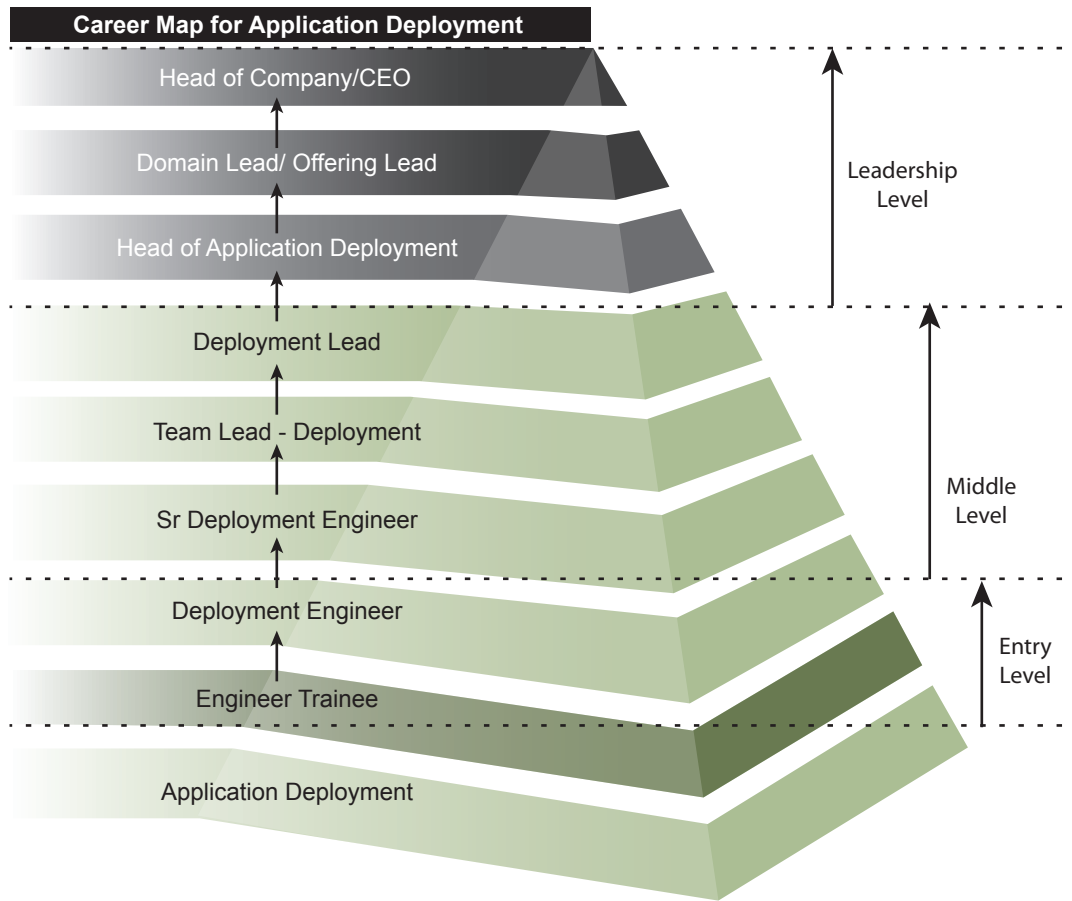 Career Map for Application Deployment
Head of Company/CEO
Domain Lead/ Offering Lead
Head of Application Deployment
Leadership
Level
Deployment Lead
Team Lead - Deployment
Sr Deployment Engineer
Middle
Level
Deployment Engineer
Engineer Trainee
Entry
Level
Application Deployment